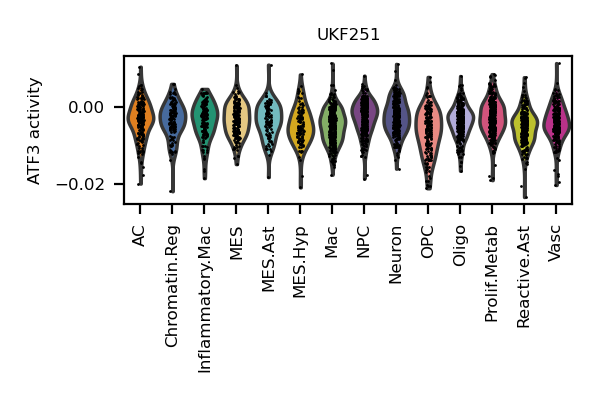 UKF251
ATF3 activity
0.00
−0.02
AC
Chromatin.Reg
Inflammatory.Mac
MES
MES.Ast
MES.Hyp
Mac
NPC
Neuron
OPC
Oligo
Prolif.Metab
Reactive.Ast
Vasc